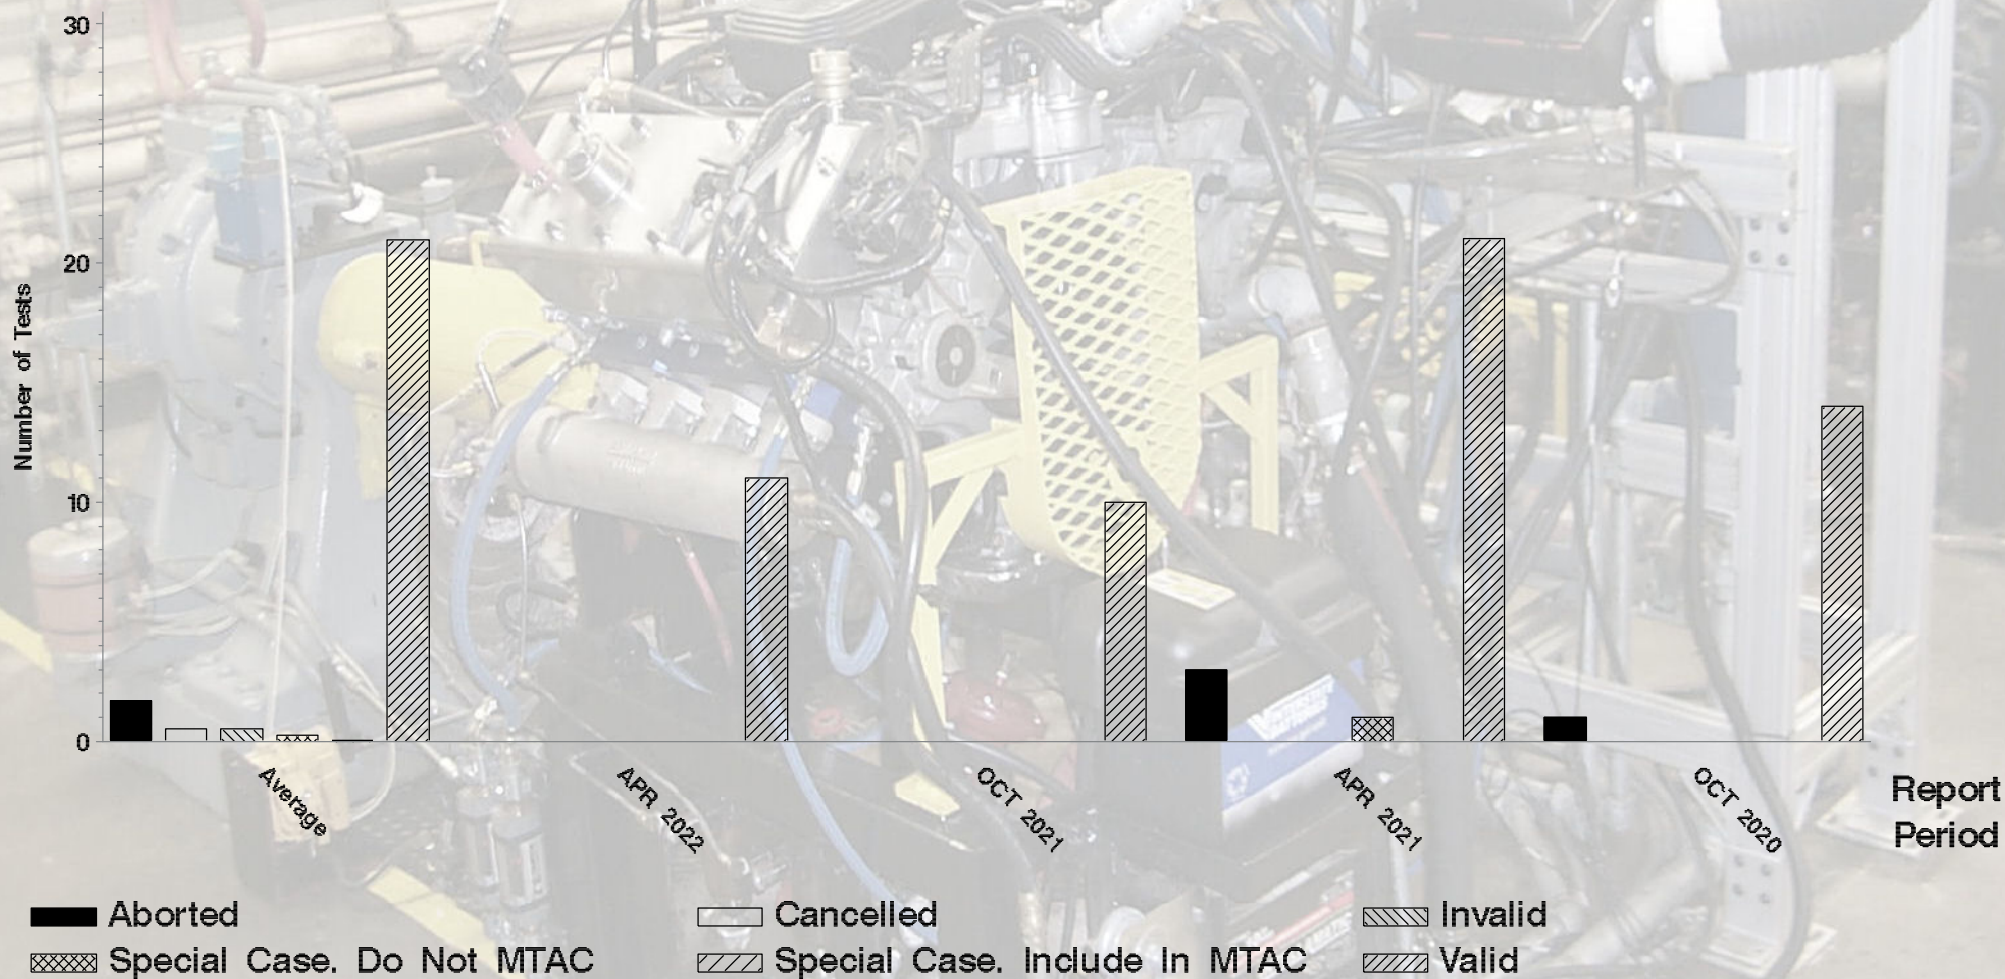 30
20
10
0
Number of Tests
Average
APR 2022
OCT 2021
APR 2021
OCT 2020
Report
Period
Aborted
Cancelled
Invalid
Special Case. Do Not MTAC
Special Case. Include In MTAC
Valid